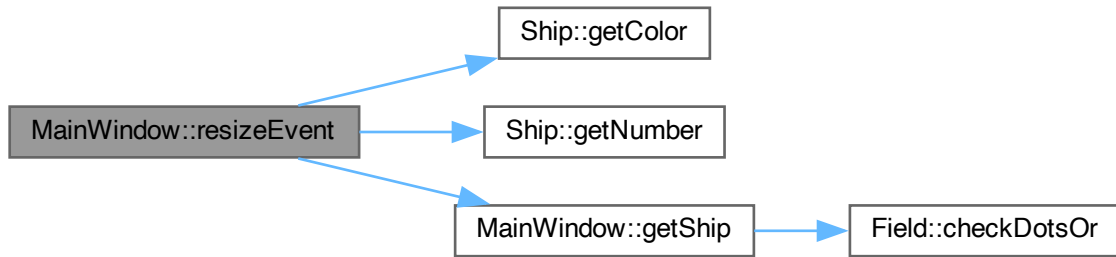 Ship::getColor
MainWindow::resizeEvent
Ship::getNumber
MainWindow::getShip
Field::checkDotsOr